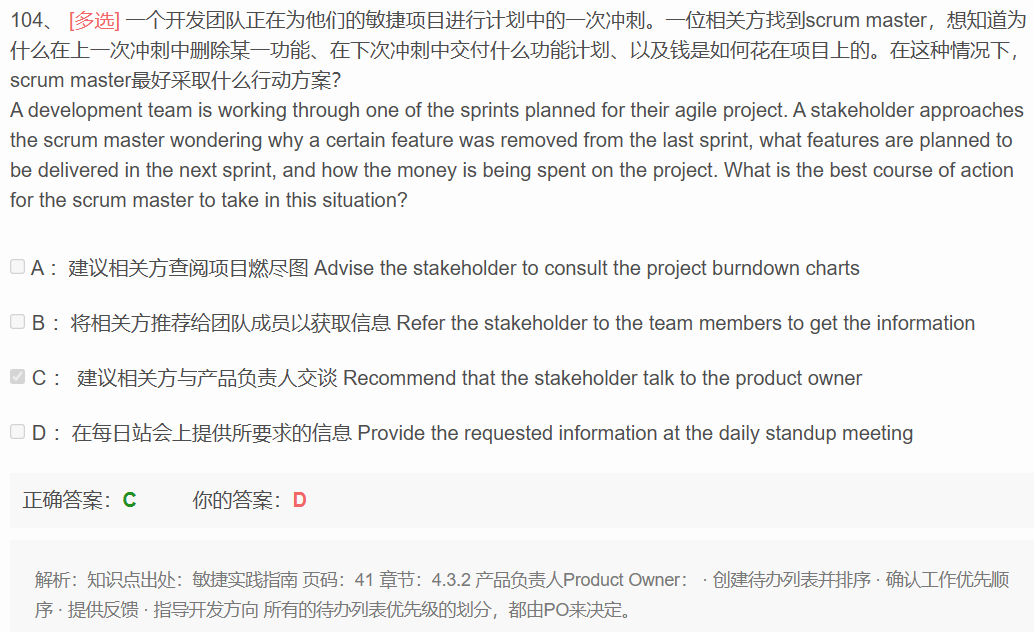 104、 [多选] 一个开发团队正在为他们的敏捷项目进行计划中的一次冲刺。一位相关方找到scrum master，想知道为
什么在上一次冲刺中删除某一功能、在下次冲刺中交付什么功能计划、以及钱是如何花在项目上的。在这种情况下，
scrum master最好采取什么行动方案？
A development team is working through one of the sprints planned for their agile project. A stakeholder approaches
the scrum master wondering why a certain feature was removed from the last sprint, what features are planned to
be delivered in the next sprint, and how the money is being spent on the project. What is the best course of action
for the scrum master to take in this situation?
A： 建议相关方查阅项目燃尽图 Advise the stakeholder to consult the project burndown charts
B： 将相关方推荐给团队成员以获取信息 Refer the stakeholder to the team members to get the information
C： 建议相关方与产品负责人交谈 Recommend that the stakeholder talk to the product owner
D： 在每日站会上提供所要求的信息 Provide the requested information at the daily standup meeting
正确答案：C 你的答案：D
解析：知识点出处：敏捷实践指南 页码：41 章节：4.3.2 产品负责人Product Owner： · 创建待办列表并排序 · 确认工作优先顺
序 · 提供反馈 · 指导开发方向 所有的待办列表优先级的划分，都由PO来决定。